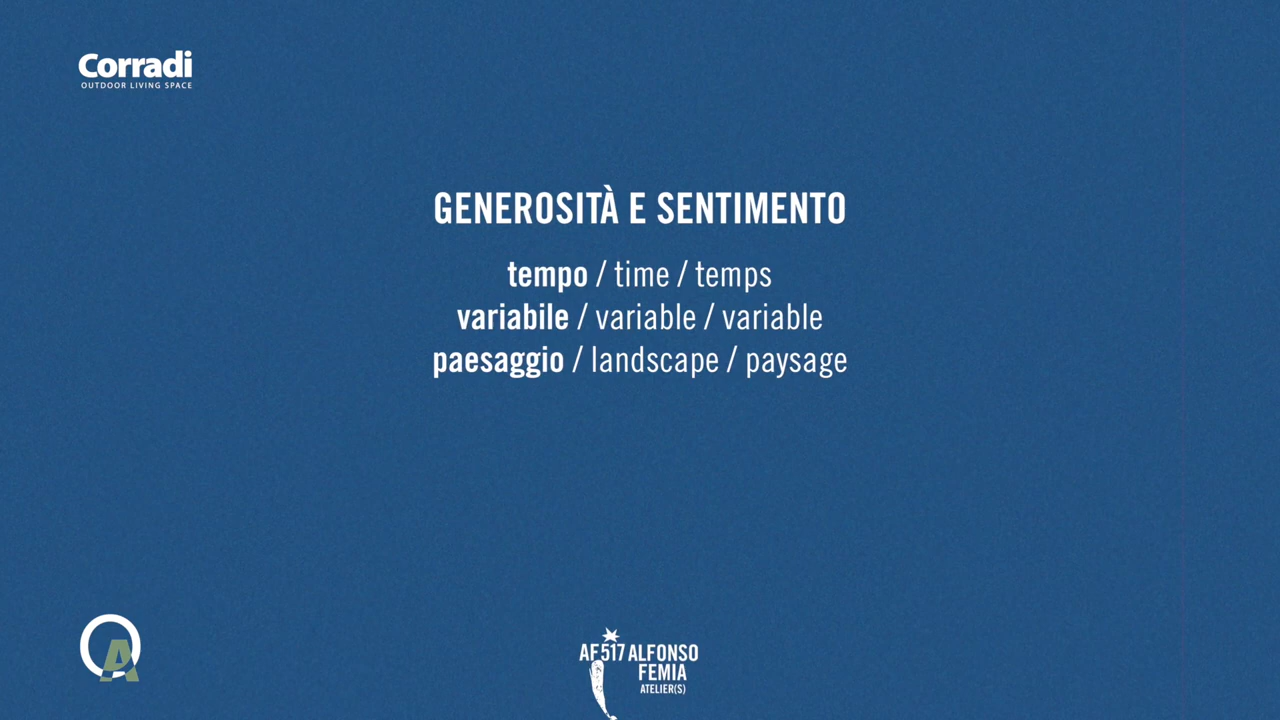 Corradi
OUTDOOR LIVING SPACE
GENEROSITÀ E SENTIMENTO
tempo / time / temps
variabile / variable / variable
paesaggio / landscape / paysage
OA
AF517 ALFONSO
FEMIA
ATELIER(S)